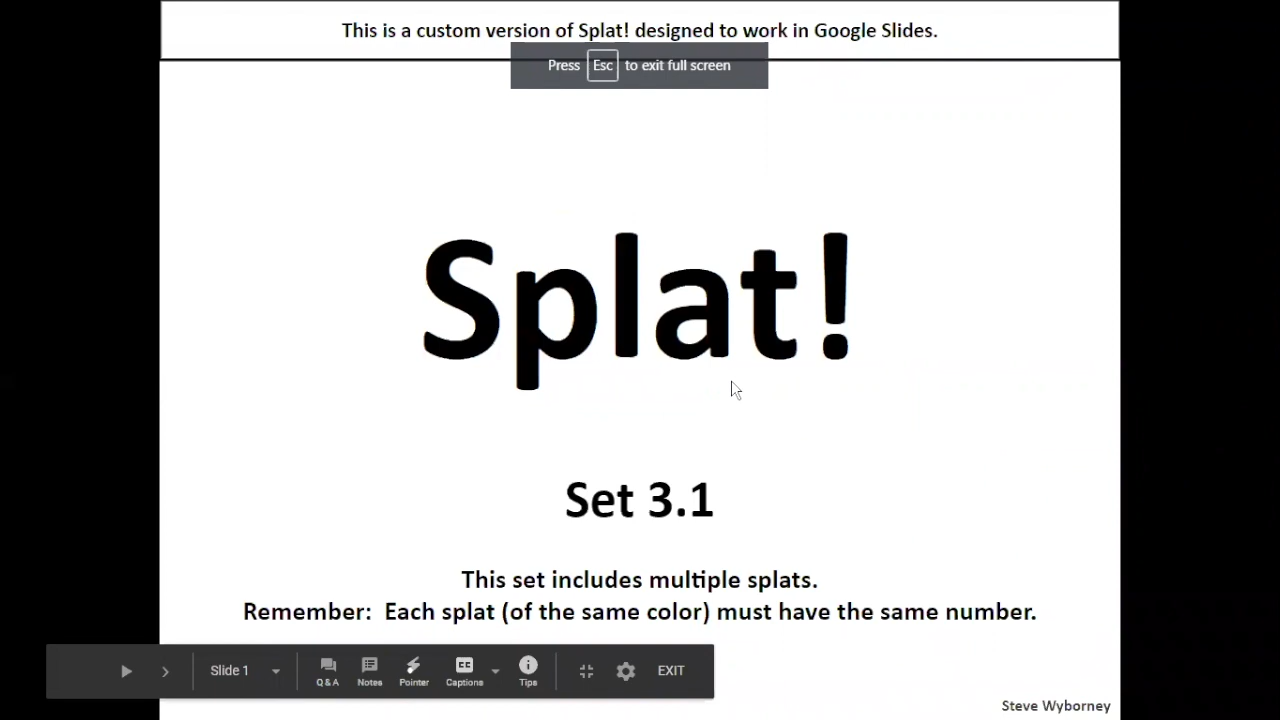 This is a custom version of Splat! designed to work in Google Slides.
Press Esc to exit full screen
Splat!
Set 3.1
This set includes multiple splats.
Remember: Each splat (of the same color) must have the same number.
Slide 1
Q & A
Notes
Pointer
CC
Captions
Tips
EXIT
Steve Wyborney